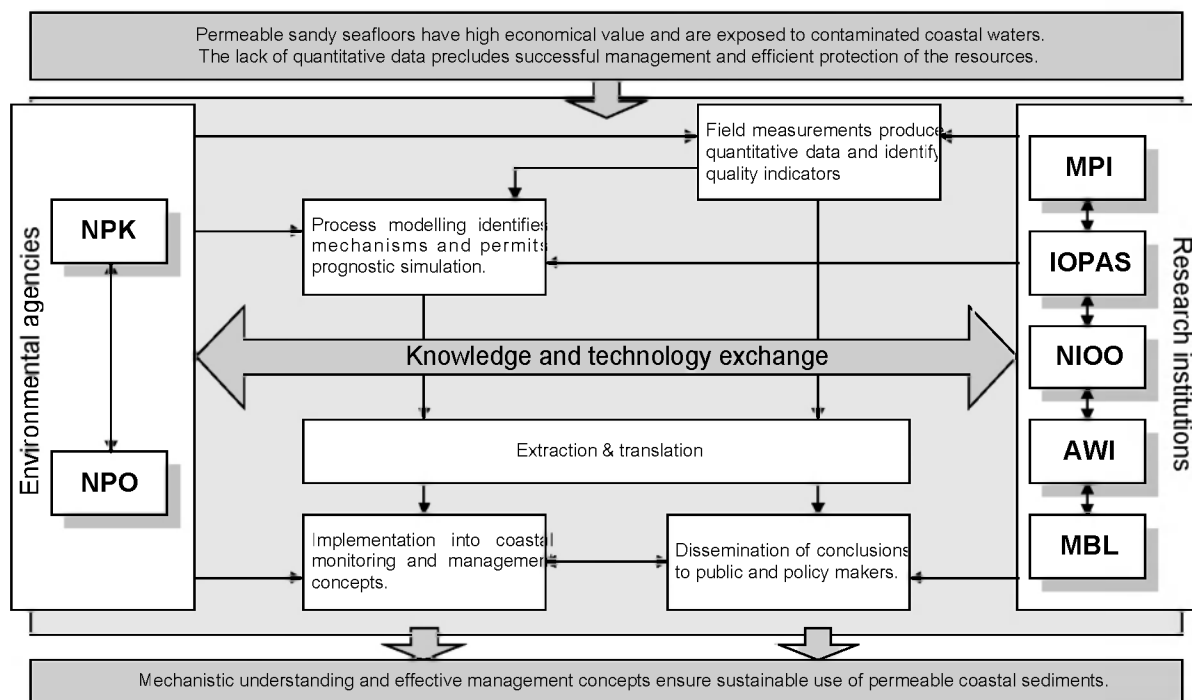 Permeable sandy seafloors have high economical value and are exposed to contaminated coastal waters.
The lack of quantitative data precludes successful management and efficient protection of the resources.
Environmental agencies
NPK
NPO
Field measurements produce
quantitative data and identify
quality indicators
Process modelling identifies
mechanisms and permits
prognostic simulation.
Knowledge and technology exchange
Extraction & translation
Implementation into coastal
monitoring and management
concepts.
Dissemination of conclusions
to public and policy makers.
MPI
IOPAS
NIOO
AWI
MBL
Research institutions
Mechanistic understanding and effective management concepts ensure sustainable use of permeable coastal sediments.